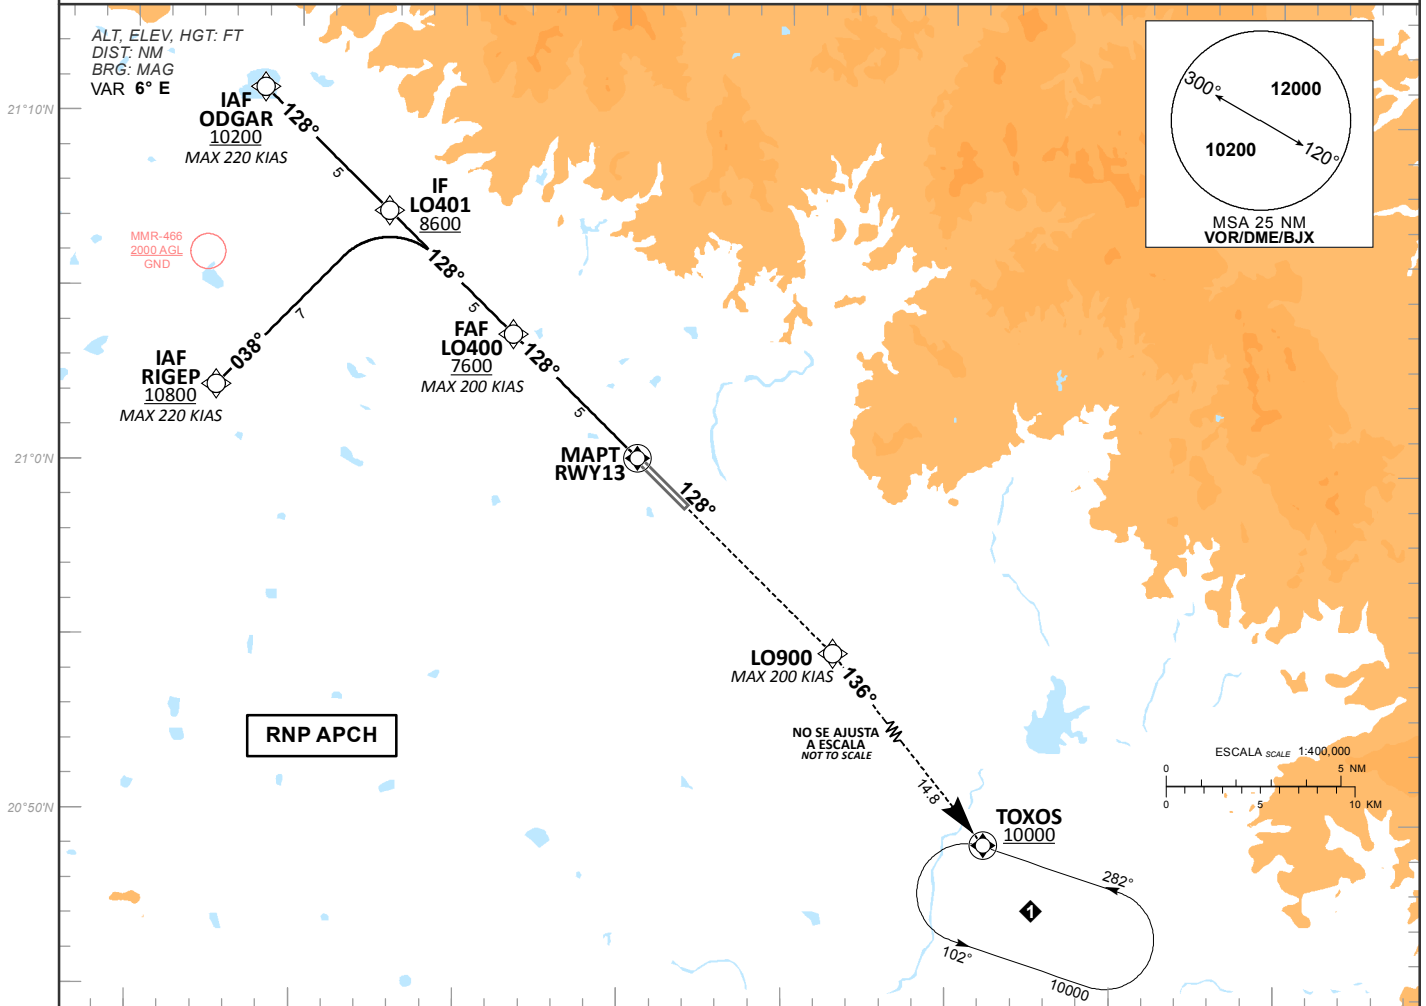 ALT, ELEV, HGT: FT
DIST: NM
BRG: MAG
VAR 6° E
300°
12000
10200
120°
MSA 25 NM
VOR/DME/BJX
21°10'N
IAF
ODGAR
10200
MAX 220 KIAS
128°
5
IF
LO401
8600
MMR-466
2000 AGL
GND
128°
5
038°
7
IAF
RIGEP
10800
MAX 220 KIAS
FAF
LO400
7600
MAX 200 KIAS
128°
5
21°0'N
MAPT
RWY13
128°
LO900
MAX 200 KIAS
136°
RNP APCH
NO SE AJUSTA
A ESCALA
NOT TO SCALE
14.8
ESCALA SCALE 1:400,000
0 5 NM
0 5 10 KM
20°50'N
TOXOS
10000
282°
1
102°
10000